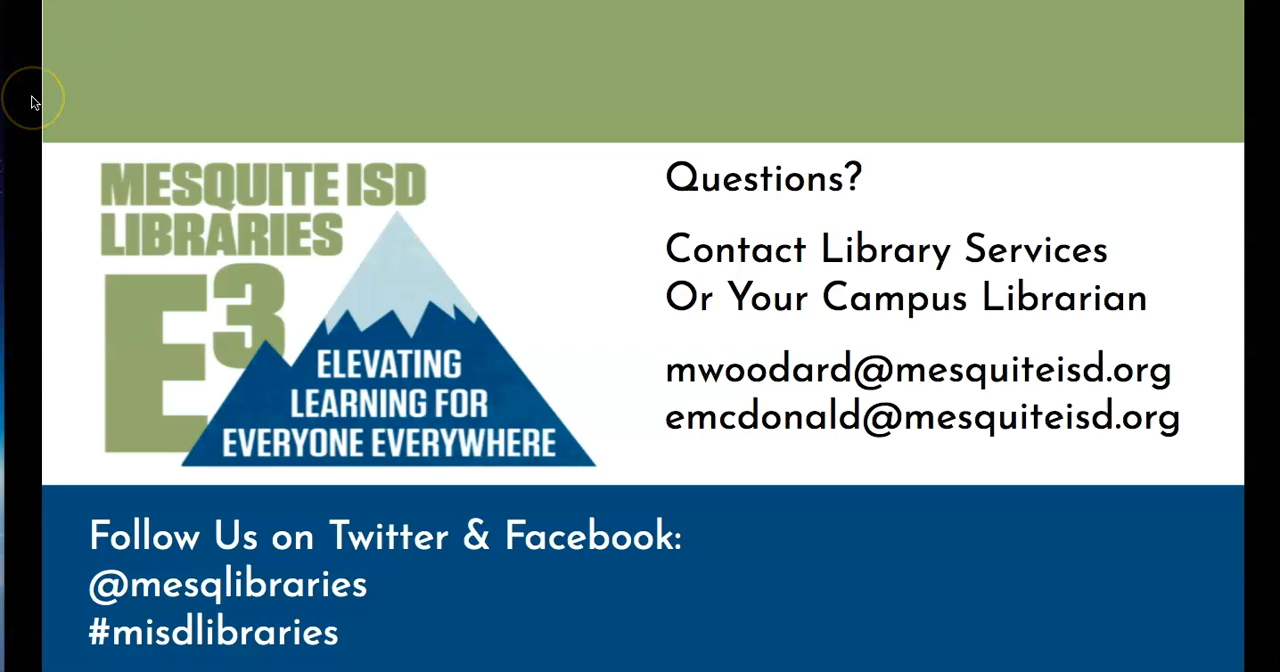 MESQUITE ISD
LIBRARIES
E3
ELEVATING
LEARNING FOR
EVERYONE EVERYWHERE
Questions?
Contact Library Services
Or Your Campus Librarian
mwoodard@mesquiteisd.org
emcdonald@mesquiteisd.org
Follow Us on Twitter & Facebook:
@mesqlibraries
#misdlibraries